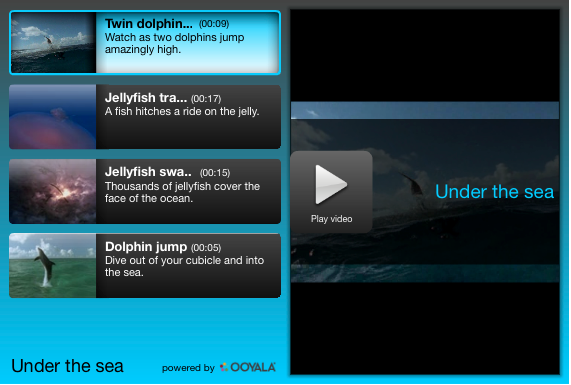 Twin dolphin... (00:09)
Watch as two dolphins jump
amazingly high.
Jellyfish tra... (00:17)
A fish hitches a ride on the jelly.
Jellyfish swa.. (00:15)
Thousands of jellyfish cover the
face of the ocean.
Dolphin jump (00:05)
Dive out of your cubicle and into
the sea.
Under the sea
powered by OOYALA
Under the sea
Play video